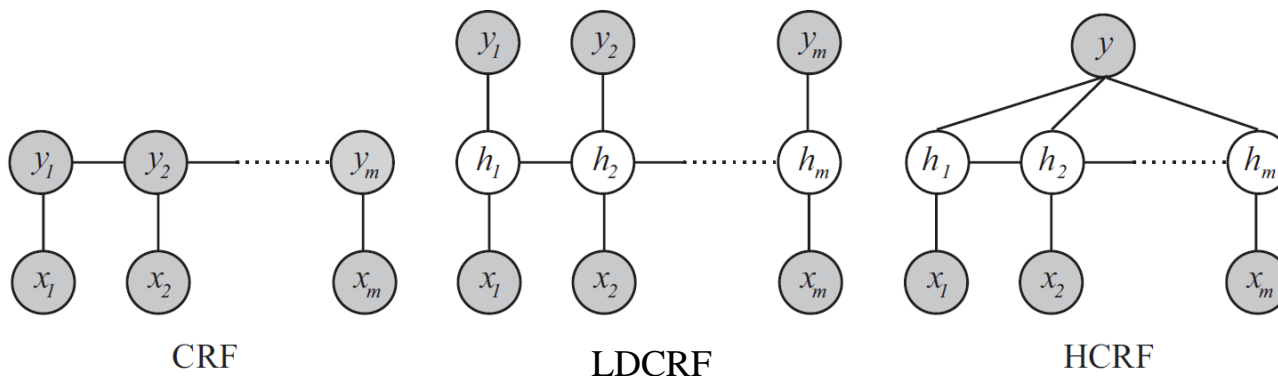 y1 y2 ym
y
y1 y2 ym
h1 h2 hm
h1 h2 hm
x1 x2 xm
x1 x2 xm
x1 x2 xm
CRF
LDCRF
HCRF